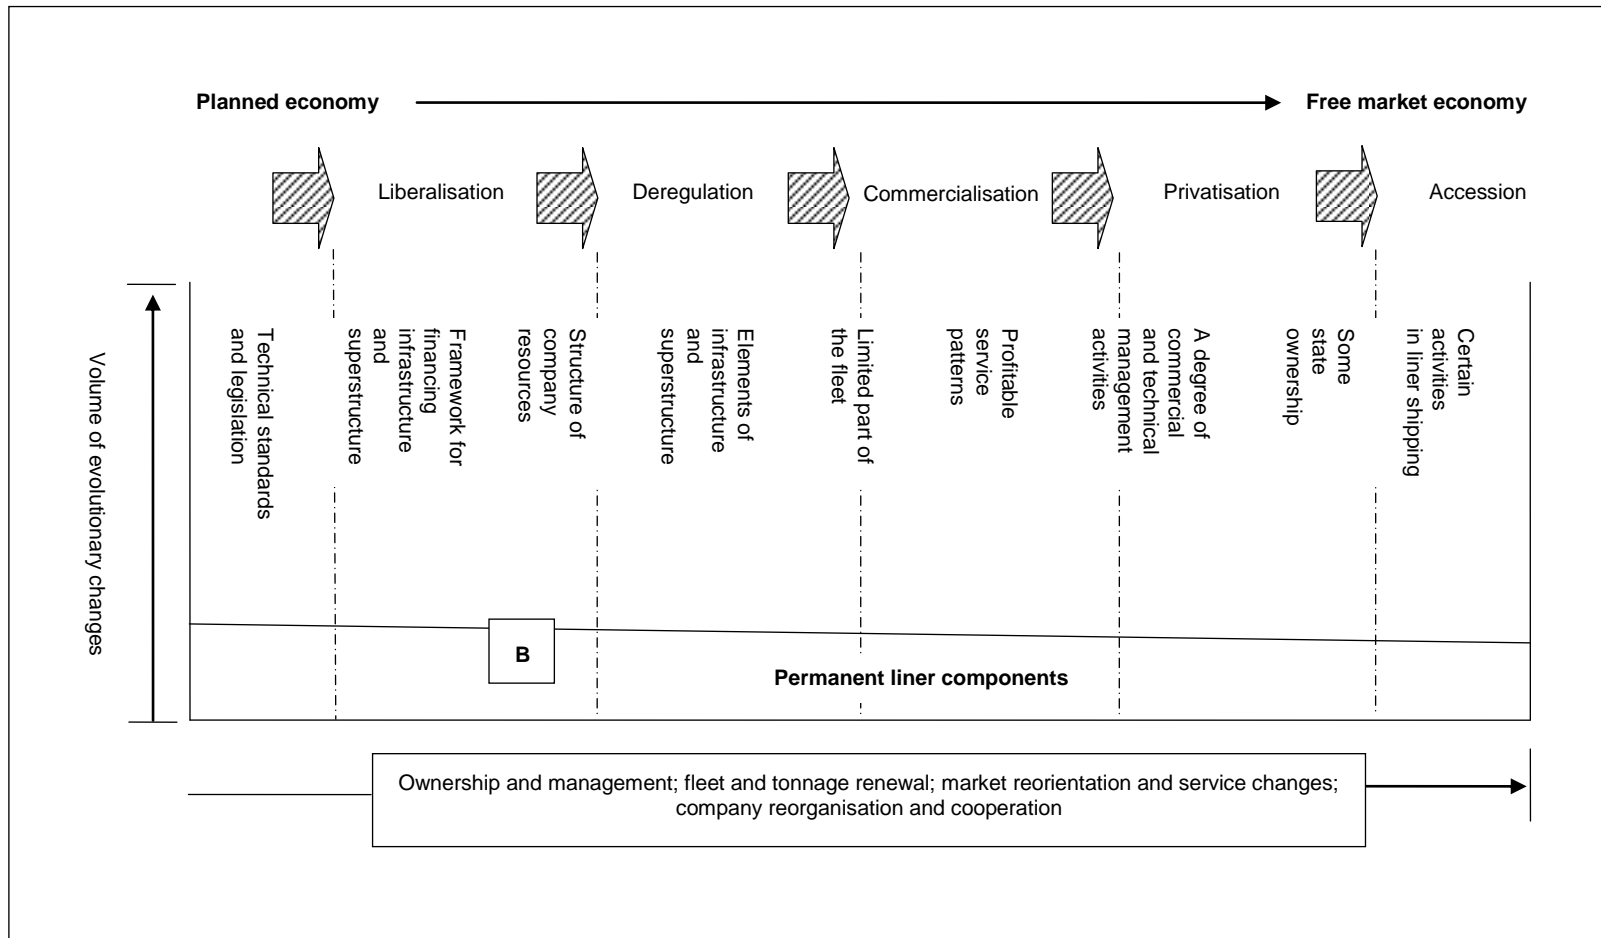 Planned economy
Free market economy
Liberalisation
Deregulation
Commercialisation
Privatisation
Accession
Volume of evolutionary changes
Technical standards
and legislation
Framework for
financing
infrastructure
and
superstructure
Structure of
company
resources
Elements of
infrastructure
and
superstructure
Limited part of
the fleet
Profitable
service
patterns
A degree of
commercial
and technical
management
activities
Some
state
ownership
Certain
activities
in liner shipping
B
Permanent liner components
Ownership and management; fleet and tonnage renewal; market reorientation and service changes;
company reorganisation and cooperation